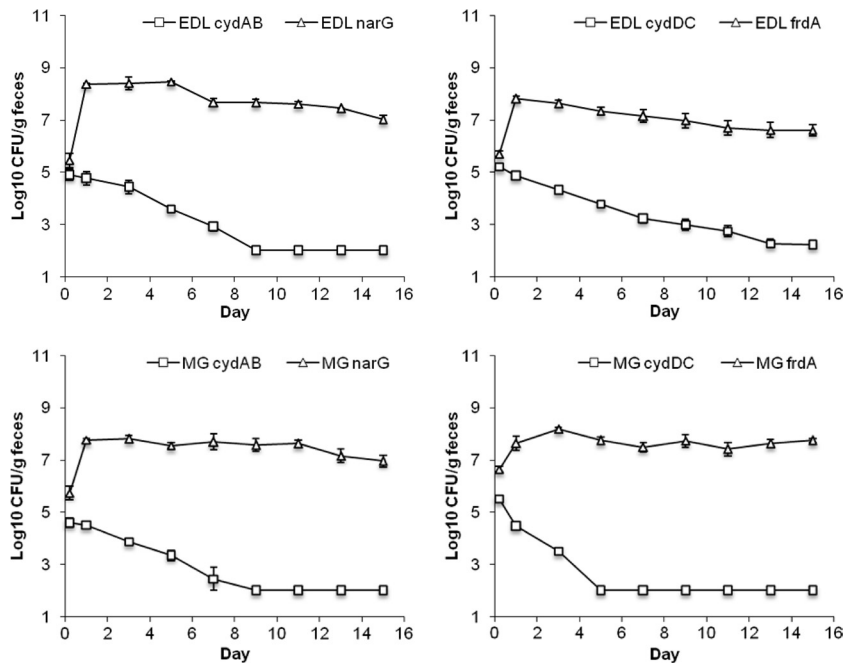 EDL cydAB EDL narG
11
9
7
5
3
1
Log10 CFU/g feces
0 2 4 6 8 10 12 14 16
Day
EDL cydDC EDL frdA
11
9
7
5
3
1
Log10 CFU/g feces
0 2 4 6 8 10 12 14 16
Day
MG cydAB MG narG
11
9
7
5
3
1
Log10 CFU/g feces
0 2 4 6 8 10 12 14 16
Day
MG cydDC MG frdA
11
9
7
5
3
1
Log10 CFU/g feces
0 2 4 6 8 10 12 14 16
Day